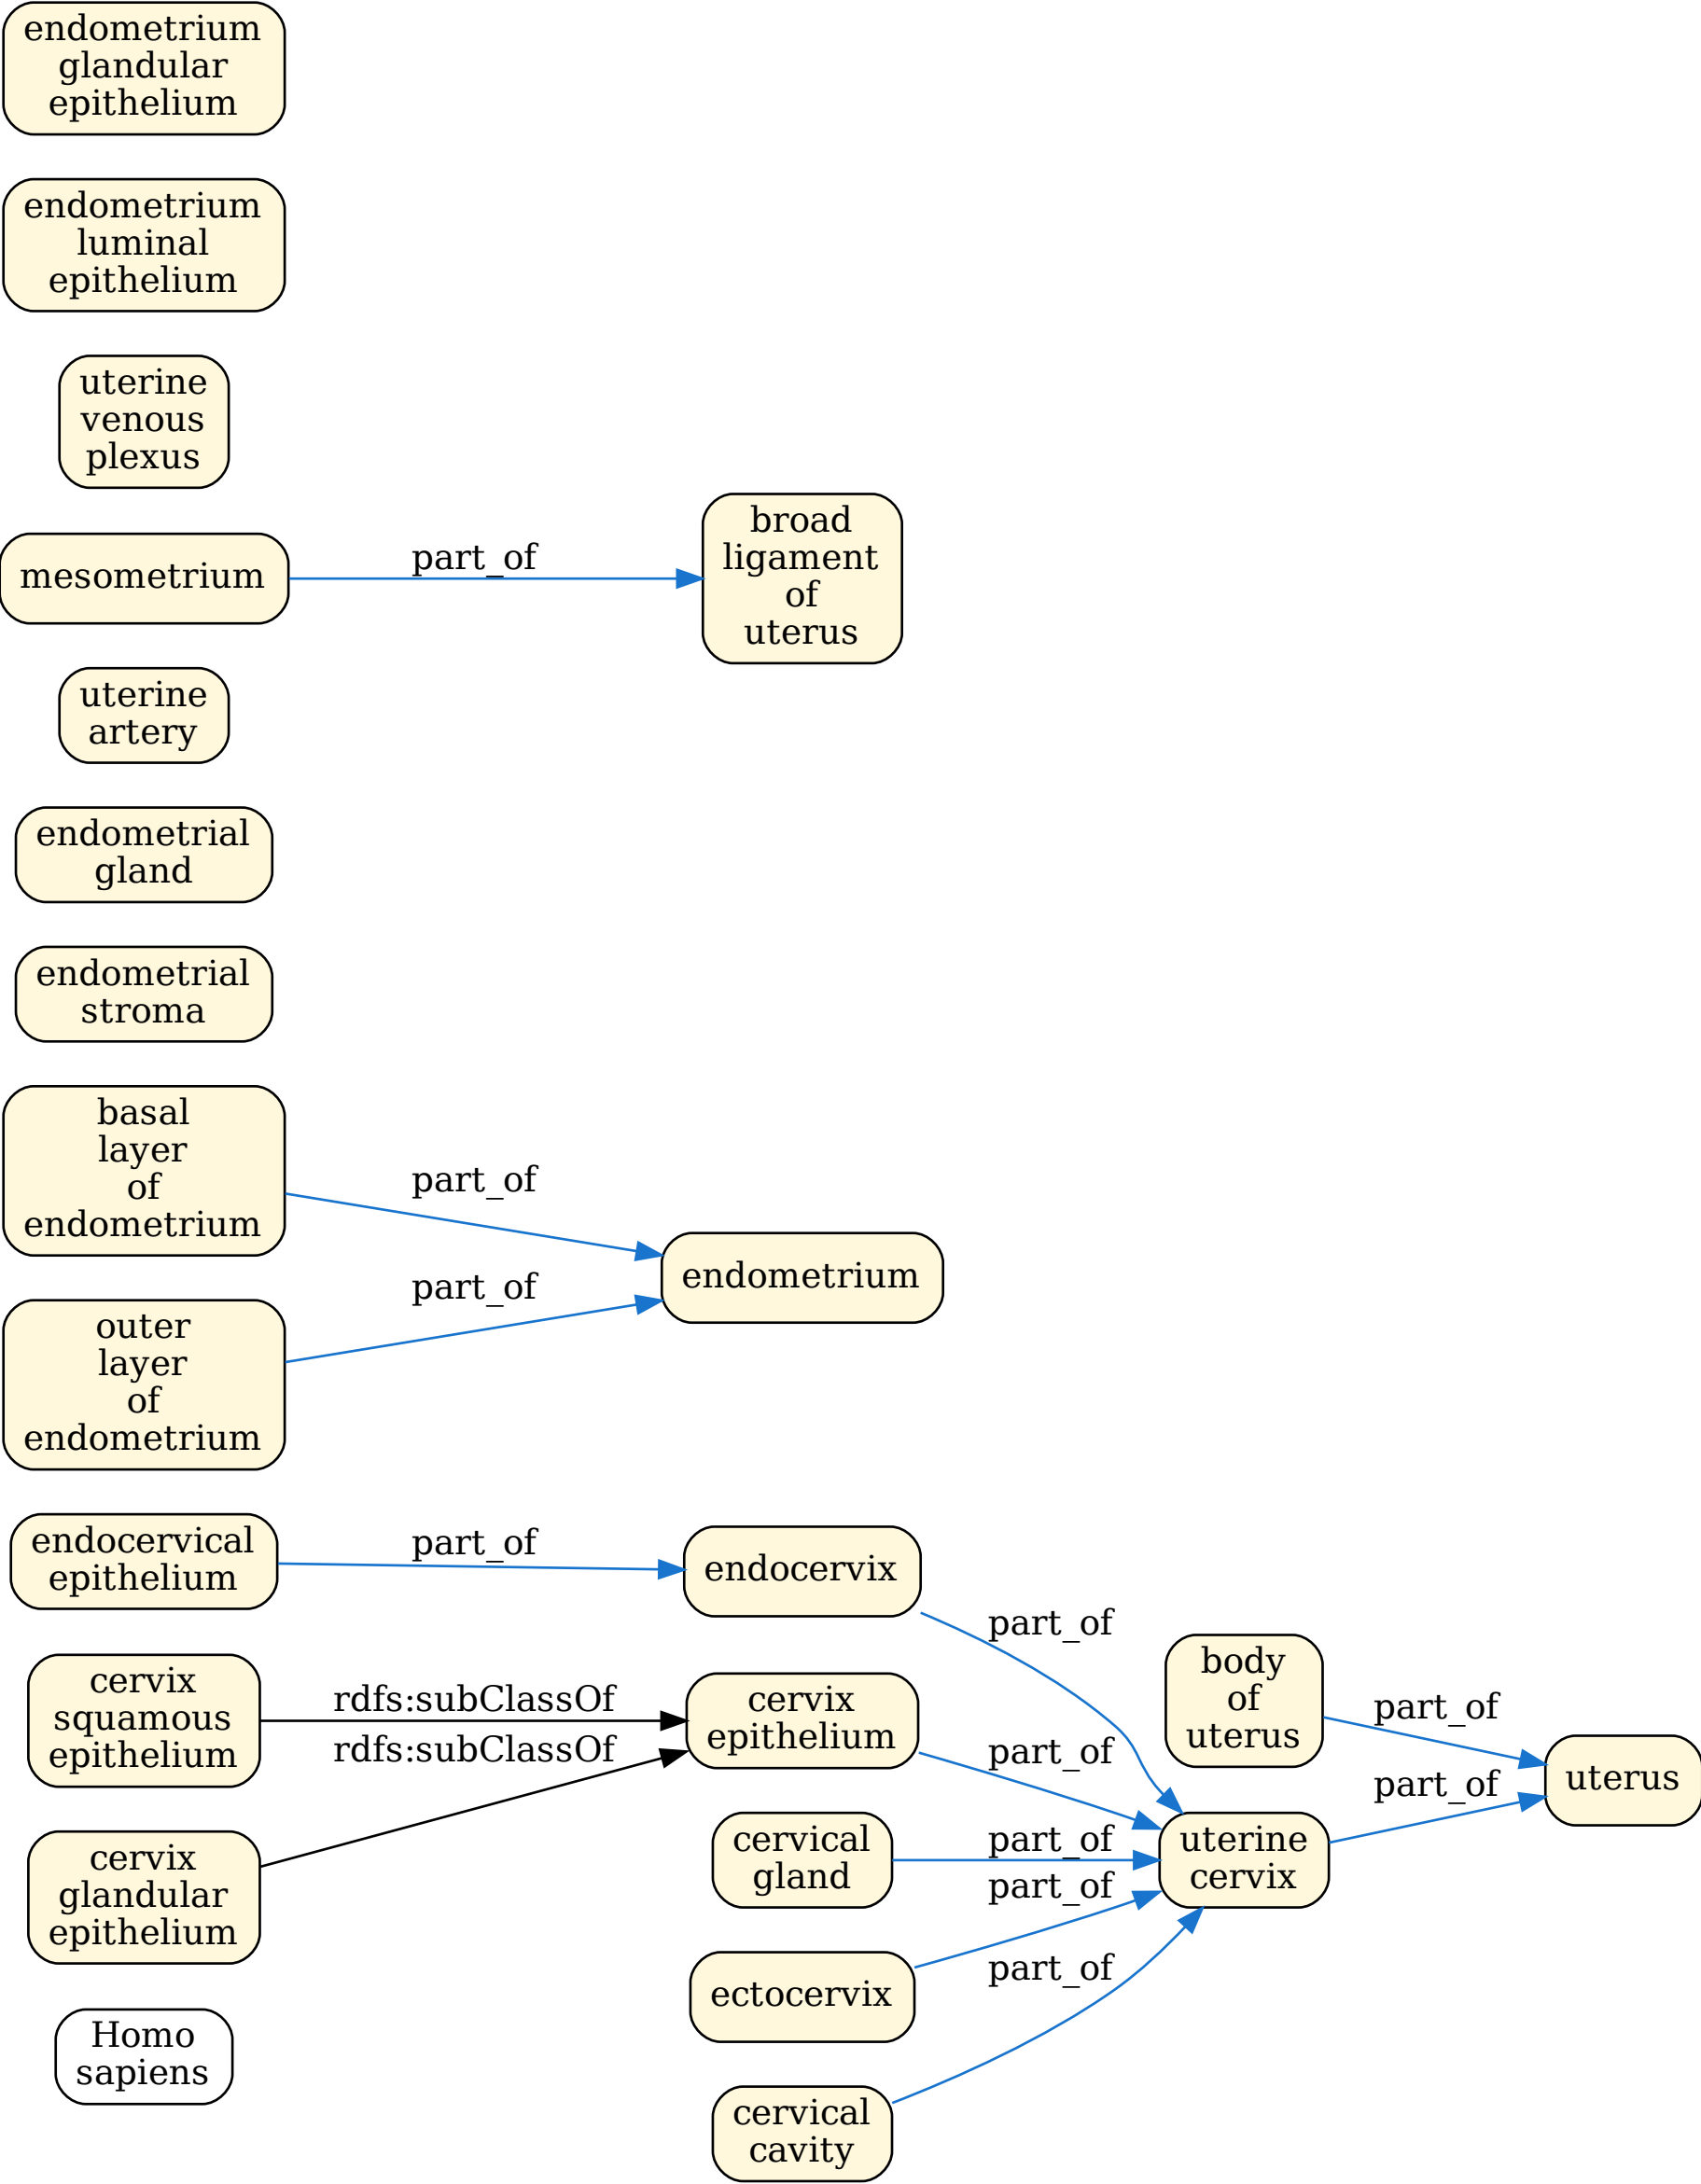 endometrium
glandular
epithelium
endometrium
luminal
epithelium
uterine
venous
plexus
mesometrium
part_of
broad
ligament
of
uterus
uterine
artery
endometrial
gland
endometrial
stroma
basal
layer
of
endometrium
part_of
outer
layer
of
endometrium
part_of
endometrium
endocervical
epithelium
part_of
endocervix
part_of
cervix
squamous
epithelium
rdfs:subClassOf
cervix
glandular
epithelium
rdfs:subClassOf
cervix
epithelium
part_of
cervical
gland
part_of
ectocervix
part_of
cervical
cavity
part_of
body
of
uterus
part_of
uterine
cervix
part_of
uterus
Homo
sapiens